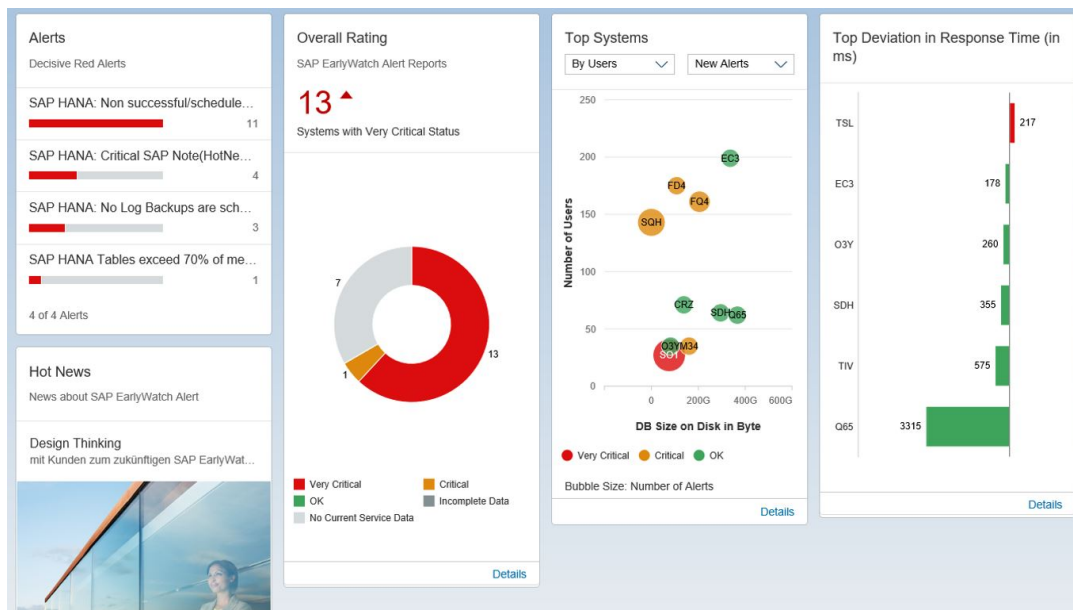 Alerts
Decisive Red Alerts
SAP HANA: Non successful/schedule...
11
SAP HANA: Critical SAP Note(HotNe...
4
SAP HANA: No Log Backups are sch...
3
SAP HANA Tables exceed 70% of me...
1
4 of 4 Alerts
Hot News
News about SAP EarlyWatch Alert
Design Thinking
mit Kunden zum zukünftigen SAP EarlyWat...
Overall Rating
SAP EarlyWatch Alert Reports
13
Systems with Very Critical Status
7
1
13
Very Critical
Critical
OK
Incomplete Data
No Current Service Data
Details
Top Systems
By Users
New Alerts
Number of Users
250
200
150
100
50
0
EC3
FD4
FQ4
SQH
CRZ
SDH
Q65
O3Y
M34
SO1
0
200G
400G
600G
DB Size on Disk in Byte
Very Critical
Critical
OK
Bubble Size: Number of Alerts
Details
Top Deviation in Response Time (in
ms)
TSL
217
EC3
178
O3Y
260
SDH
355
TIV
575
Q65
3315
Details